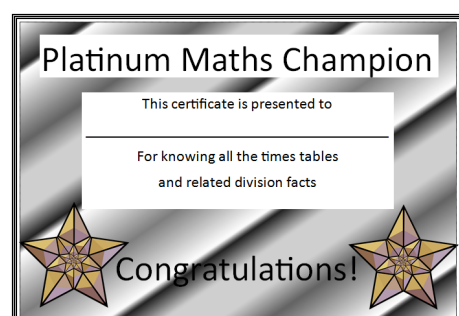 Platinum Maths Champion
This certificate is presented to
For knowing all the times tables
and related division facts
Congratulations!